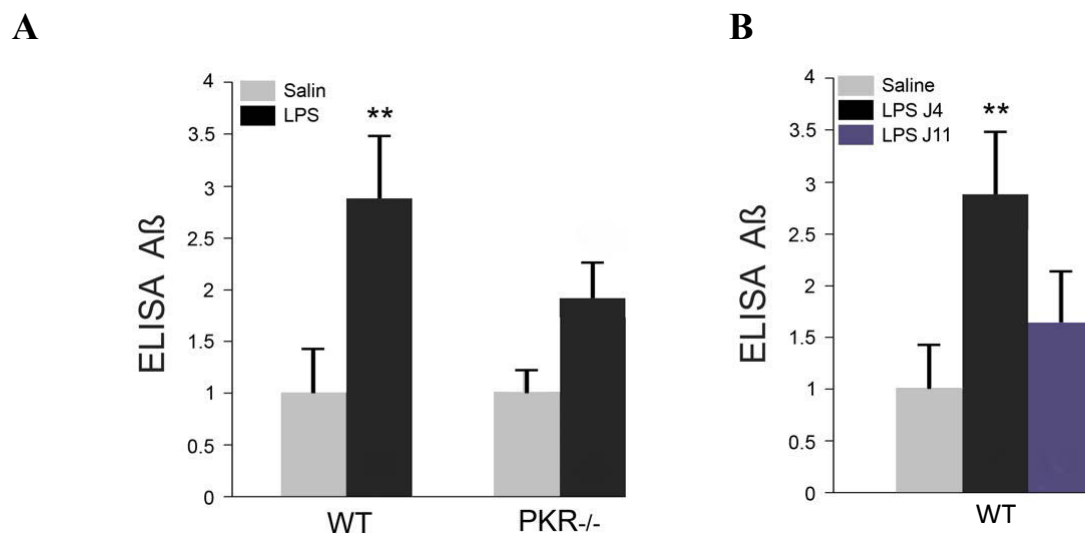 A
ELISA Aß
4
3.5
3
2.5
2
1.5
1
0.5
0
Salin
LPS
**
WT
PKR-/-
B
ELISA Aß
4
3.5
3
2.5
2
1.5
1
0.5
0
Saline
LPS J4
LPS J11
**
WT